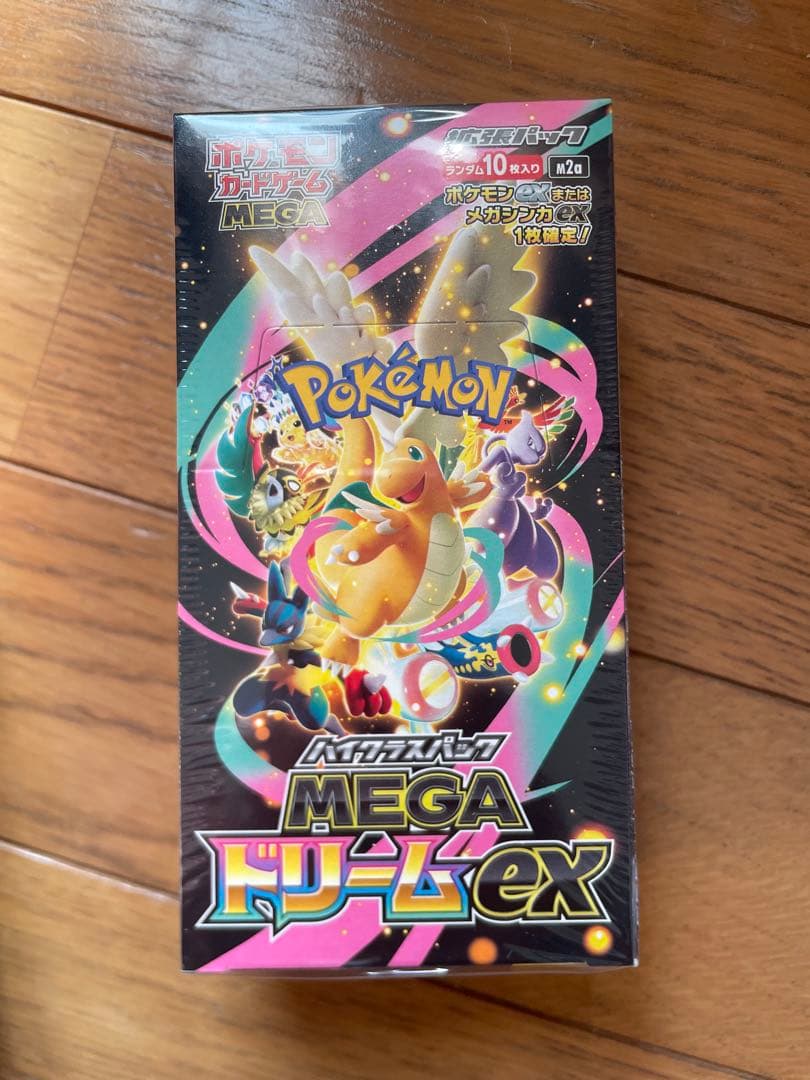 ポケモン
カードゲーム
MEGA
拡張パック
ランダム10枚入り M2a
ポケモンexまたは
メガシンカex
1枚確定!
POKÉMON
TM
ハイクラスパック
MEGA
ドリームex